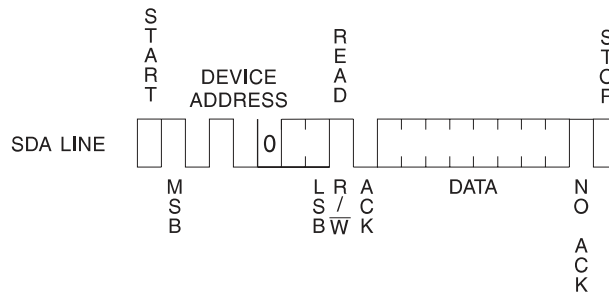 START
DEVICE
ADDRESS
READ
STOP
SDA LINE
0
MSB
LSB
R/W
ACK
DATA
NO ACK